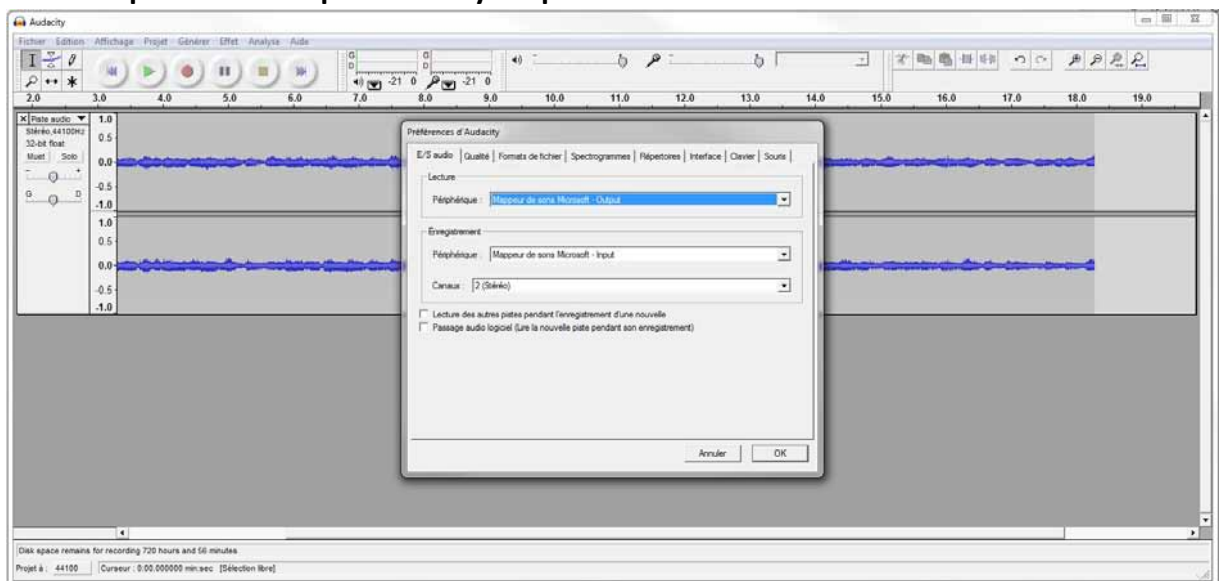 Audacity
Fichier Edition Affichage Projet Générer Effet Analyse Aide
G G
D D
-21 0 -21 0
2.0 3.0 4.0 5.0 6.0 7.0 8.0 9.0 10.0 11.0 12.0 13.0 14.0 15.0 16.0 17.0 18.0 19.0
Piste audio
Stéréo,44100Hz
32-bit float
Muet Solo
- +
G D
1.0
0.5
0.0
-0.5
-1.0
1.0
0.5
0.0
-0.5
-1.0
Préférences d'Audacity
E/S audio Qualité Formats de fichier Spectrogrammes Répertoires Interface Clavier Souris
Lecture
Périphérique : Mappeur de sons Microsoft - Output
Enregistrement
Périphérique : Mappeur de sons Microsoft - Input
Canaux : 2 (Stéréo)
Lecture des autres pistes pendant l'enregistrement d'une nouvelle
Passage audio logiciel (Lire la nouvelle piste pendant son enregistrement)
Annuler OK
Disk space remains for recording 720 hours and 56 minutes
Projet à : 44100 Curseur : 0:00.000000 min:sec [Sélection libre]